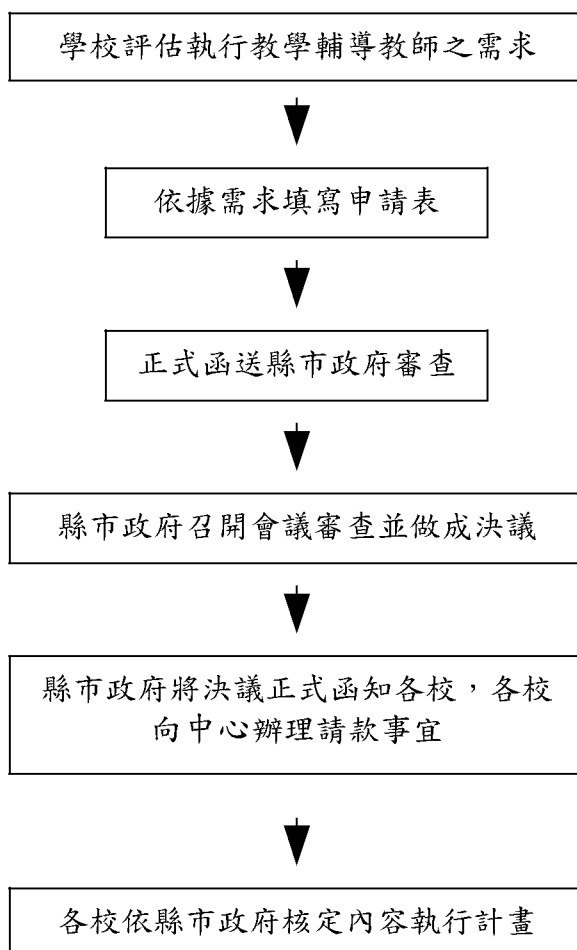 學校評估執行教學輔導教師之需求
依據需求填寫申請表
正式函送縣市政府審查
縣市政府召開會議審查並做成決議
縣市政府將決議正式函知各校，各校
向中心辦理請款事宜
各校依縣市政府核定內容執行計畫